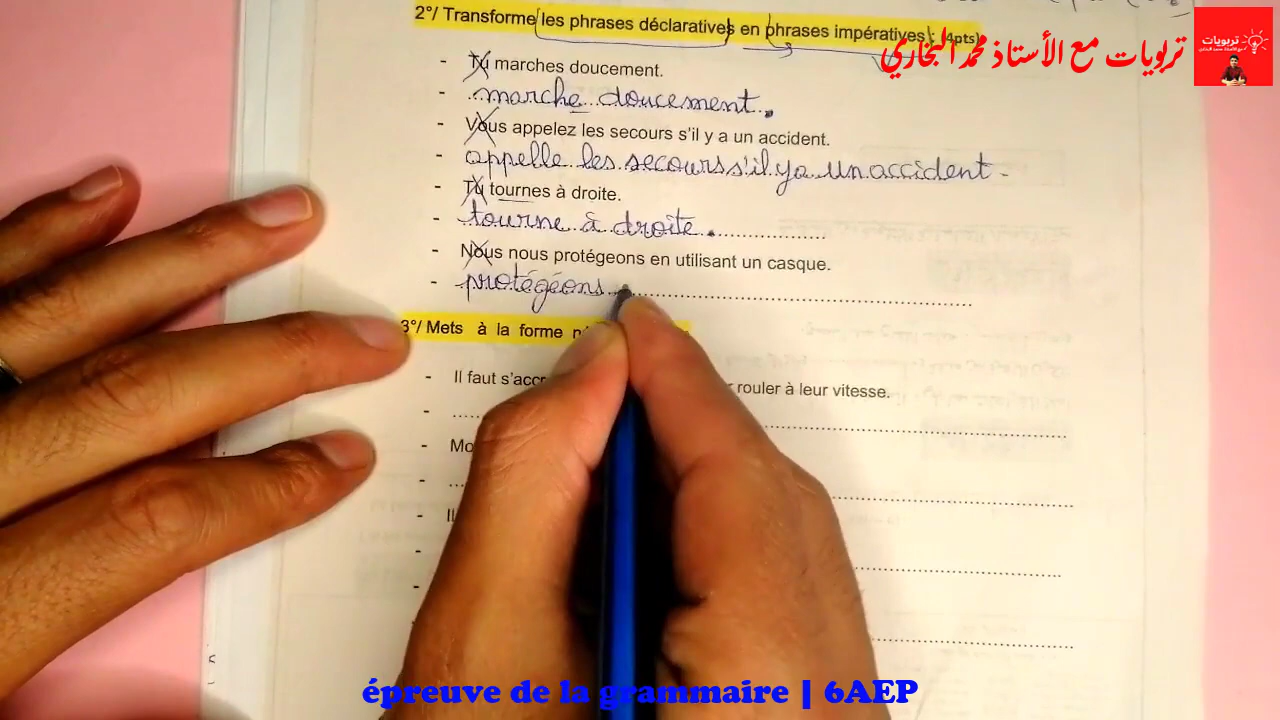 2°/ Transforme les phrases déclaratives en phrases impératives : (4pts)
تربويات مع الأستاذ محمد البخاري
تربويات
- Tu marches doucement.
- marche doucement.
- Vous appelez les secours s'il y a un accident.
- appelle les secours s'il ya un accident -
- Tu tournes à droite.
- tourne à droite.
- Nous nous protégeons en utilisant un casque.
- protégéons
3°/ Mets à la forme
- Il faut s'acc
rouler à leur vitesse.
- Mo
épreuve de la grammaire | 6AEP